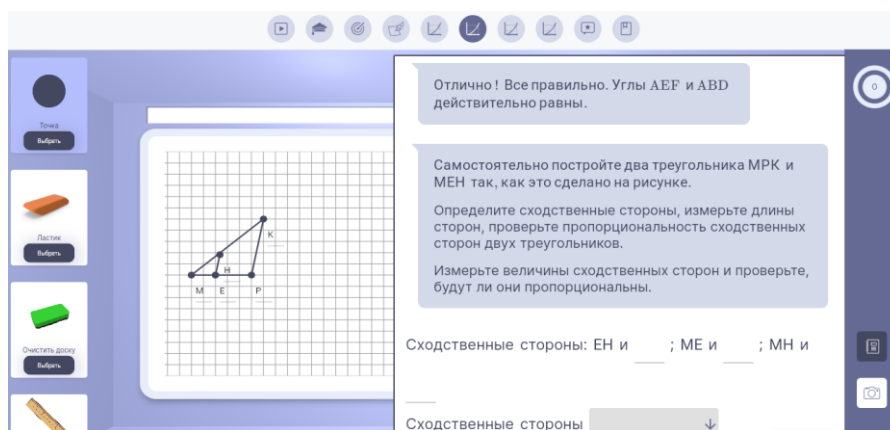 Отлично! Все правильно. Углы AEF и ABD
действительно равны.
0
Точка
Выбрать
Самостоятельно постройте два треугольника МРК и
МЕН так, как это сделано на рисунке.
Определите сходственные стороны, измерьте длины
сторон, проверьте пропорциональность сходственных
сторон двух треугольников.
Измерьте величины сходственных сторон и проверьте,
будут ли они пропорциональны.
Ластик
Выбрать
K
H
M E P
Очистить доску
Выбрать
Сходственные стороны: EH и ; ME и ; MH и
Сходственные стороны